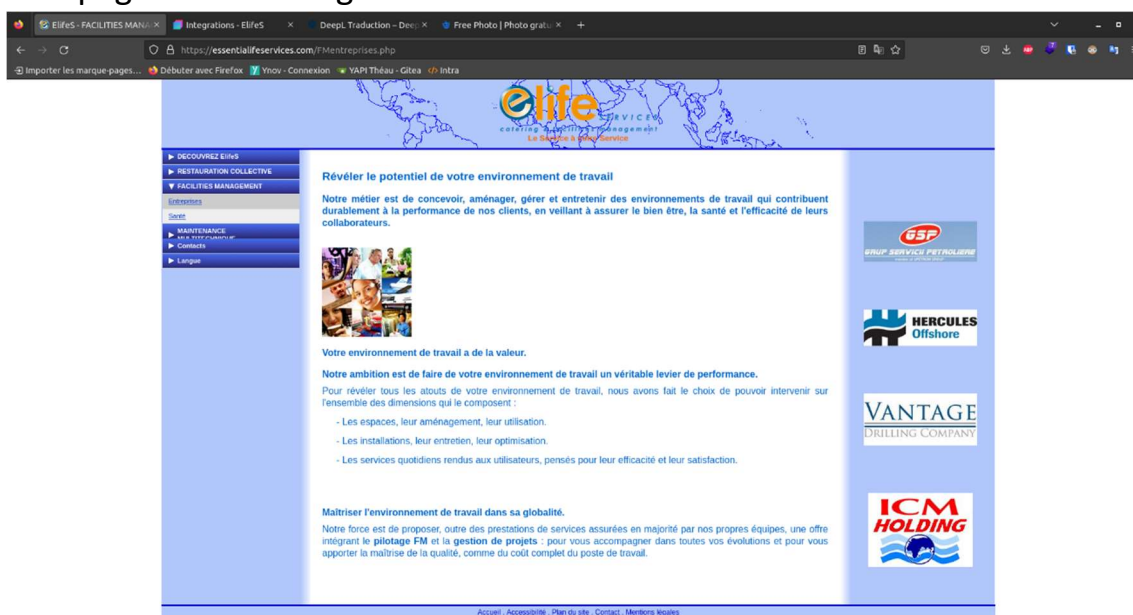 ElifeS - FACILITIES MANA
Integrations - ElifeS
DeepL Traduction – Deep
Free Photo | Photo gratu
https://essentialifeservices.com/FMentreprises.php
Importer les marque-pages...
Débuter avec Firefox
Ynov - Connexion
YAPI Théau - Gitea
Intra
elife
SERVICES
catering & facilities management
Le Service à votre Service
DECOUVREZ ElifeS
RESTAURATION COLLECTIVE
FACILITIES MANAGEMENT
Entreprises
Santé
MAINTENANCE
MULTITECHNIQUE
Contacts
Langue
Révéler le potentiel de votre environnement de travail
Notre métier est de concevoir, aménager, gérer et entretenir des environnements de travail qui contribuent
durablement à la performance de nos clients, en veillant à assurer le bien être, la santé et l'efficacité de leurs
collaborateurs.
Votre environnement de travail a de la valeur.
Notre ambition est de faire de votre environnement de travail un véritable levier de performance.
Pour révéler tous les atouts de votre environnement de travail, nous avons fait le choix de pouvoir intervenir sur
l'ensemble des dimensions qui le composent :
- Les espaces, leur aménagement, leur utilisation.
- Les installations, leur entretien, leur optimisation.
- Les services quotidiens rendus aux utilisateurs, pensés pour leur efficacité et leur satisfaction.
Maîtriser l'environnement de travail dans sa globalité.
Notre force est de proposer, outre des prestations de services assurées en majorité par nos propres équipes, une offre
intégrant le pilotage FM et la gestion de projets : pour vous accompagner dans toutes vos évolutions et pour vous
apporter la maîtrise de la qualité, comme du coût complet du poste de travail.
GSP
GRUP SERVICII PETROLIERE
HERCULES
Offshore
VANTAGE
DRILLING COMPANY
ICM
HOLDING
Accueil . Accessibilité . Plan du site . Contact . Mentions légales